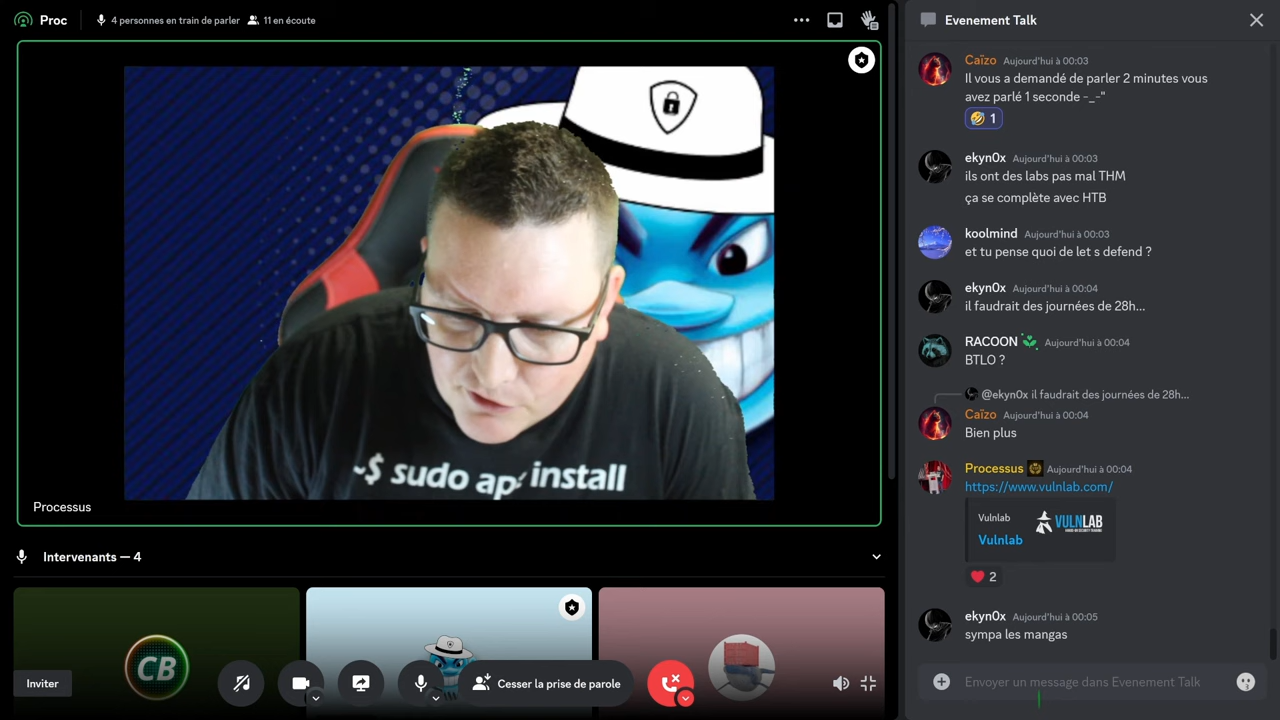 Proc
4 personnes en train de parler
11 en écoute
~$ sudo apt install
Processus
Intervenants — 4
CB
Inviter
Cesser la prise de parole
Evenement Talk
Caïzo Aujourd'hui à 00:03
Il vous a demandé de parler 2 minutes vous
avez parlé 1 seconde -_-"
1
ekyn0x Aujourd'hui à 00:03
ils ont des labs pas mal THM
ça se complète avec HTB
koolmind Aujourd'hui à 00:03
et tu pense quoi de let s defend ?
ekyn0x Aujourd'hui à 00:04
il faudrait des journées de 28h...
RACOON Aujourd'hui à 00:04
BTLO ?
@ekyn0x il faudrait des journées de 28h...
Caïzo Aujourd'hui à 00:04
Bien plus
Processus Aujourd'hui à 00:04
https://www.vulnlab.com/
Vulnlab
VULNLAB
Vulnlab
2
ekyn0x Aujourd'hui à 00:05
sympa les mangas
Envoyer un message dans Evenement Talk